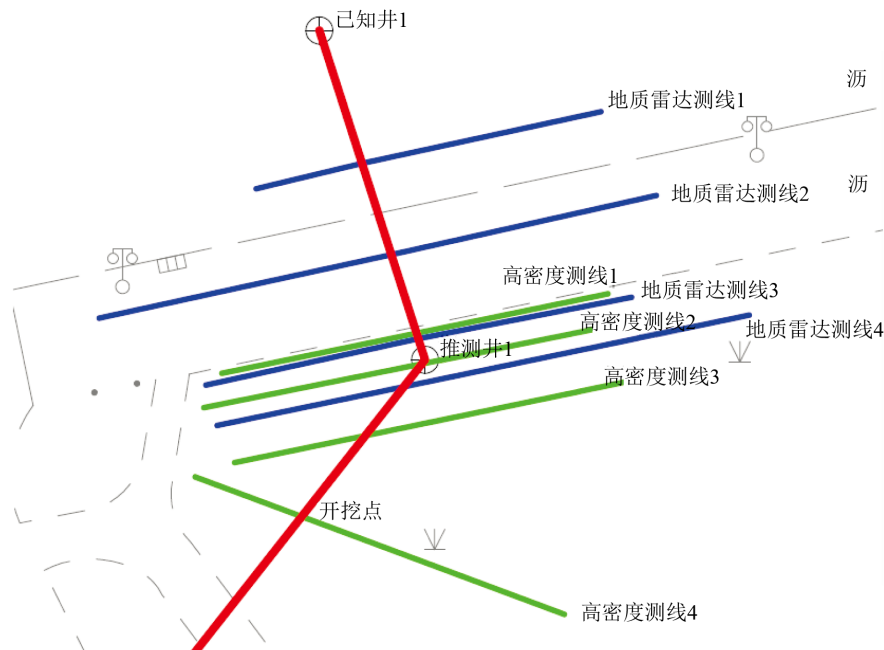 已知井1
沥
地质雷达测线1
沥
地质雷达测线2
高密度测线1
地质雷达测线3
高密度测线2
地质雷达测线4
推测井1
高密度测线3
开挖点
高密度测线4